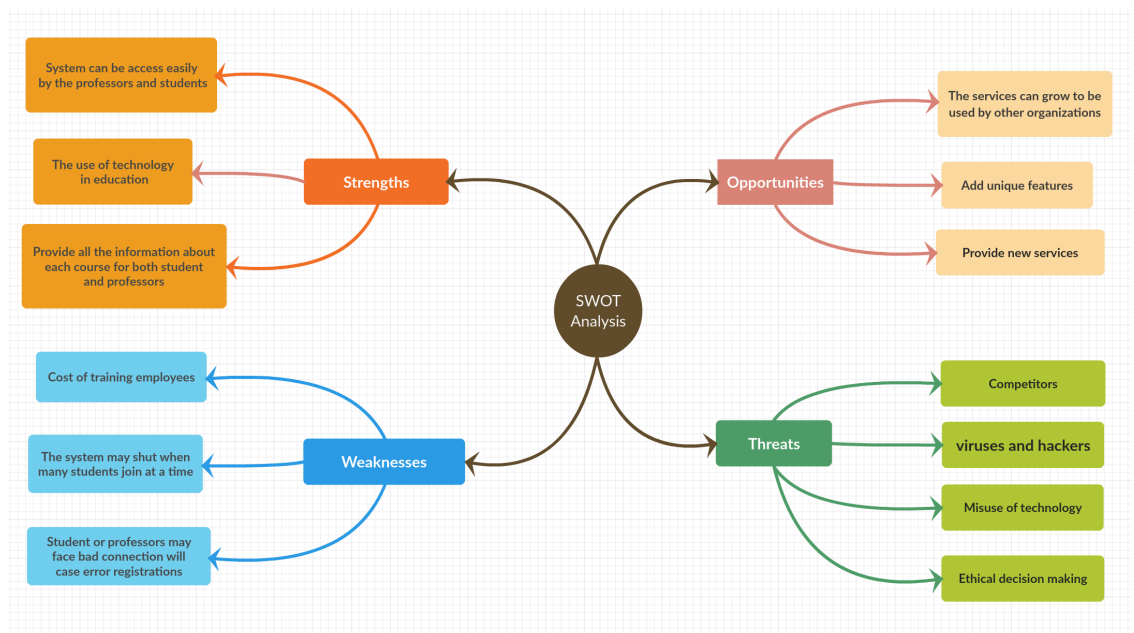 System can be access easily
by the professors and students
The use of technology
in education
Provide all the information about
each course for both student
and professors
Strengths
Opportunities
The services can grow to be
used by other organizations
Add unique features
Provide new services
SWOT
Analysis
Cost of training employees
The system may shut when
many students join at a time
Student or professors may
face bad connection will
case error registrations
Weaknesses
Threats
Competitors
viruses and hackers
Misuse of technology
Ethical decision making